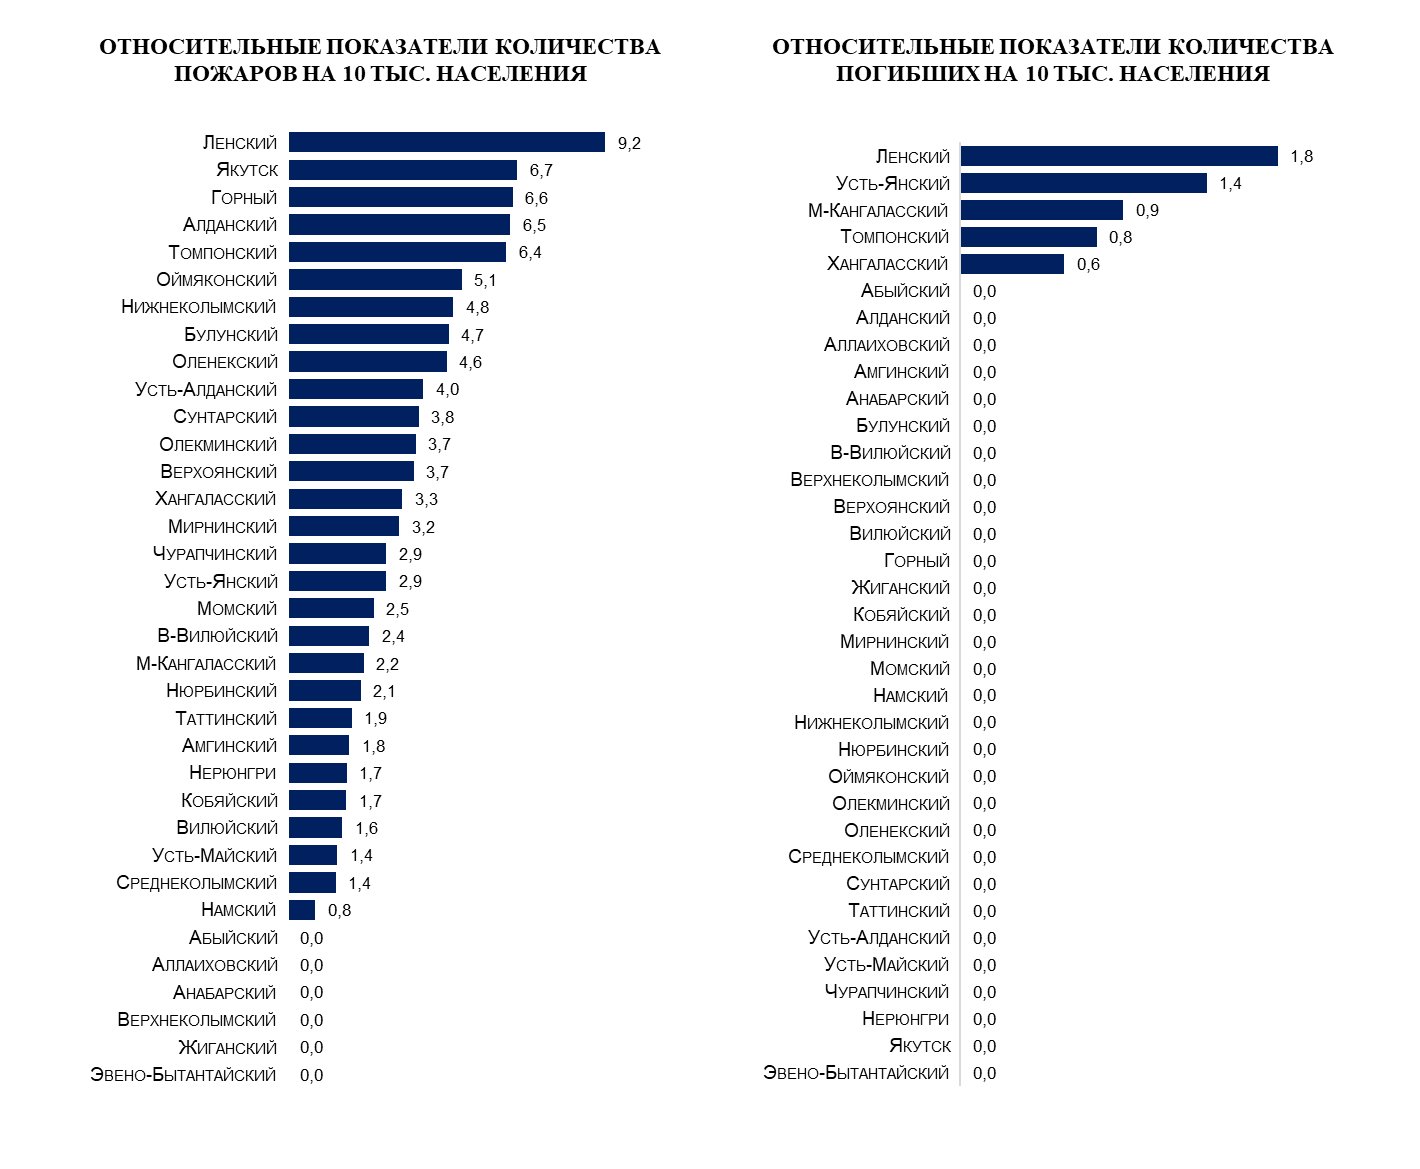 ОТНОСИТЕЛЬНЫЕ ПОКАЗАТЕЛИ КОЛИЧЕСТВА
ПОЖАРОВ НА 10 ТЫС. НАСЕЛЕНИЯ
ЛЕНСКИЙ 9,2
ЯКУТСК 6,7
ГОРНЫЙ 6,6
АЛДАНСКИЙ 6,5
ТОМПОНСКИЙ 6,4
ОЙМЯКОНСКИЙ 5,1
НИЖНЕКОЛЫМСКИЙ 4,8
БУЛУНСКИЙ 4,7
ОЛЕНЕКСКИЙ 4,6
УСТЬ-АЛДАНСКИЙ 4,0
СУНТАРСКИЙ 3,8
ОЛЕКМИНСКИЙ 3,7
ВЕРХОЯНСКИЙ 3,7
ХАНГАЛАССКИЙ 3,3
МИРНИНСКИЙ 3,2
ЧУРАПЧИНСКИЙ 2,9
УСТЬ-ЯНСКИЙ 2,9
МОМСКИЙ 2,5
В-ВИЛЮЙСКИЙ 2,4
М-КАНГАЛАССКИЙ 2,2
НЮРБИНСКИЙ 2,1
ТАТТИНСКИЙ 1,9
АМГИНСКИЙ 1,8
НЕРЮНГРИ 1,7
КОБЯЙСКИЙ 1,7
ВИЛЮЙСКИЙ 1,6
УСТЬ-МАЙСКИЙ 1,4
СРЕДНЕКОЛЫМСКИЙ 1,4
НАМСКИЙ 0,8
АБЫЙСКИЙ 0,0
АЛЛАИХОВСКИЙ 0,0
АНАБАРСКИЙ 0,0
ВЕРХНЕКОЛЫМСКИЙ 0,0
ЖИГАНСКИЙ 0,0
ЭВЕНО-БЫТАНТАЙСКИЙ 0,0
ОТНОСИТЕЛЬНЫЕ ПОКАЗАТЕЛИ КОЛИЧЕСТВА
ПОГИБШИХ НА 10 ТЫС. НАСЕЛЕНИЯ
ЛЕНСКИЙ 1,8
УСТЬ-ЯНСКИЙ 1,4
М-КАНГАЛАССКИЙ 0,9
ТОМПОНСКИЙ 0,8
ХАНГАЛАССКИЙ 0,6
АБЫЙСКИЙ 0,0
АЛДАНСКИЙ 0,0
АЛЛАИХОВСКИЙ 0,0
АМГИНСКИЙ 0,0
АНАБАРСКИЙ 0,0
БУЛУНСКИЙ 0,0
В-ВИЛЮЙСКИЙ 0,0
ВЕРХНЕКОЛЫМСКИЙ 0,0
ВЕРХОЯНСКИЙ 0,0
ВИЛЮЙСКИЙ 0,0
ГОРНЫЙ 0,0
ЖИГАНСКИЙ 0,0
КОБЯЙСКИЙ 0,0
МИРНИНСКИЙ 0,0
МОМСКИЙ 0,0
НАМСКИЙ 0,0
НИЖНЕКОЛЫМСКИЙ 0,0
НЮРБИНСКИЙ 0,0
ОЙМЯКОНСКИЙ 0,0
ОЛЕКМИНСКИЙ 0,0
ОЛЕНЕКСКИЙ 0,0
СРЕДНЕКОЛЫМСКИЙ 0,0
СУНТАРСКИЙ 0,0
ТАТТИНСКИЙ 0,0
УСТЬ-АЛДАНСКИЙ 0,0
УСТЬ-МАЙСКИЙ 0,0
ЧУРАПЧИНСКИЙ 0,0
НЕРЮНГРИ 0,0
ЯКУТСК 0,0
ЭВЕНО-БЫТАНТАЙСКИЙ 0,0